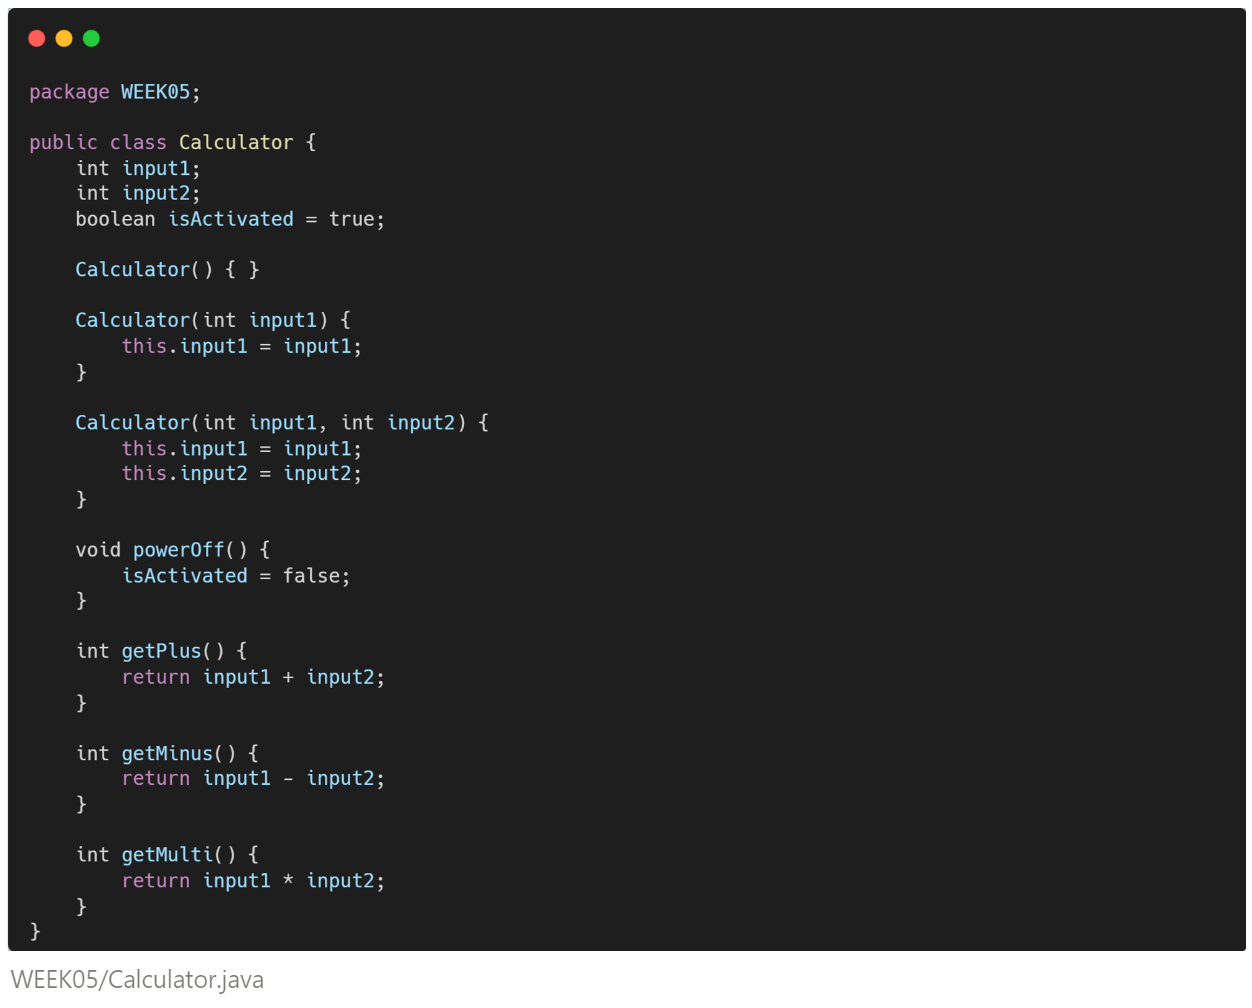 package WEEK05;

public class Calculator {
    int input1;
    int input2;
    boolean isActivated = true;

    Calculator() { }

    Calculator(int input1) {
        this.input1 = input1;
    }

    Calculator(int input1, int input2) {
        this.input1 = input1;
        this.input2 = input2;
    }

    void powerOff() {
        isActivated = false;
    }

    int getPlus() {
        return input1 + input2;
    }

    int getMinus() {
        return input1 - input2;
    }

    int getMulti() {
        return input1 * input2;
    }
}
WEEK05/Calculator.java